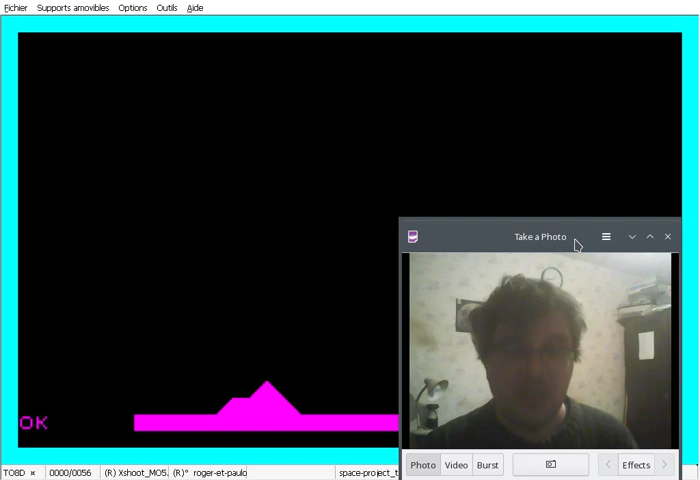 Fichier Supports amovibles Options Outils Aide
Take a Photo
OK
Photo Video Burst Effects
TO8D 0000/0056 (R) Xshoot_MO5. (R)° roger-et-paulo space-project_t